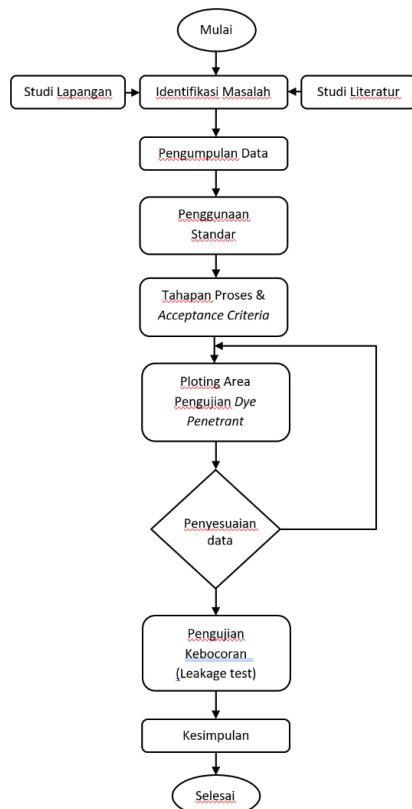 Mulai
Studi Lapangan
Identifikasi Masalah
Studi Literatur
Pengumpulan Data
Penggunaan
Standar
Tahapan Proses &
Acceptance Criteria
Ploting Area
Pengujian Dye
Penetrant
Penyesuaian
data
Pengujian
Kebocoran
(Leakage test)
Kesimpulan
Selesai